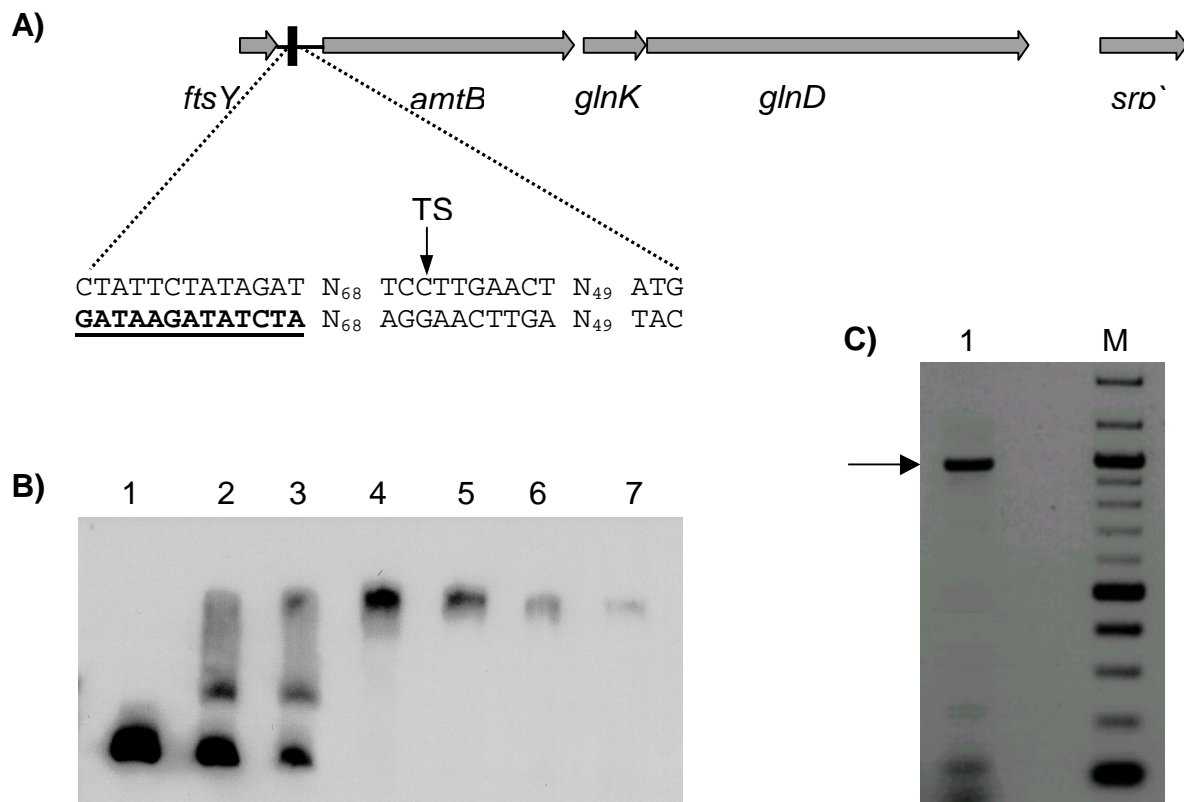 A)
ftsY amtB glnK glnD srp`
TS
CTATTCTATAGAT N68 TCCTTGAACT N49 ATG
GATAAGATATCTA N68 AGGAACTTGA N49 TAC
C) 1 M
B) 1 2 3 4 5 6 7